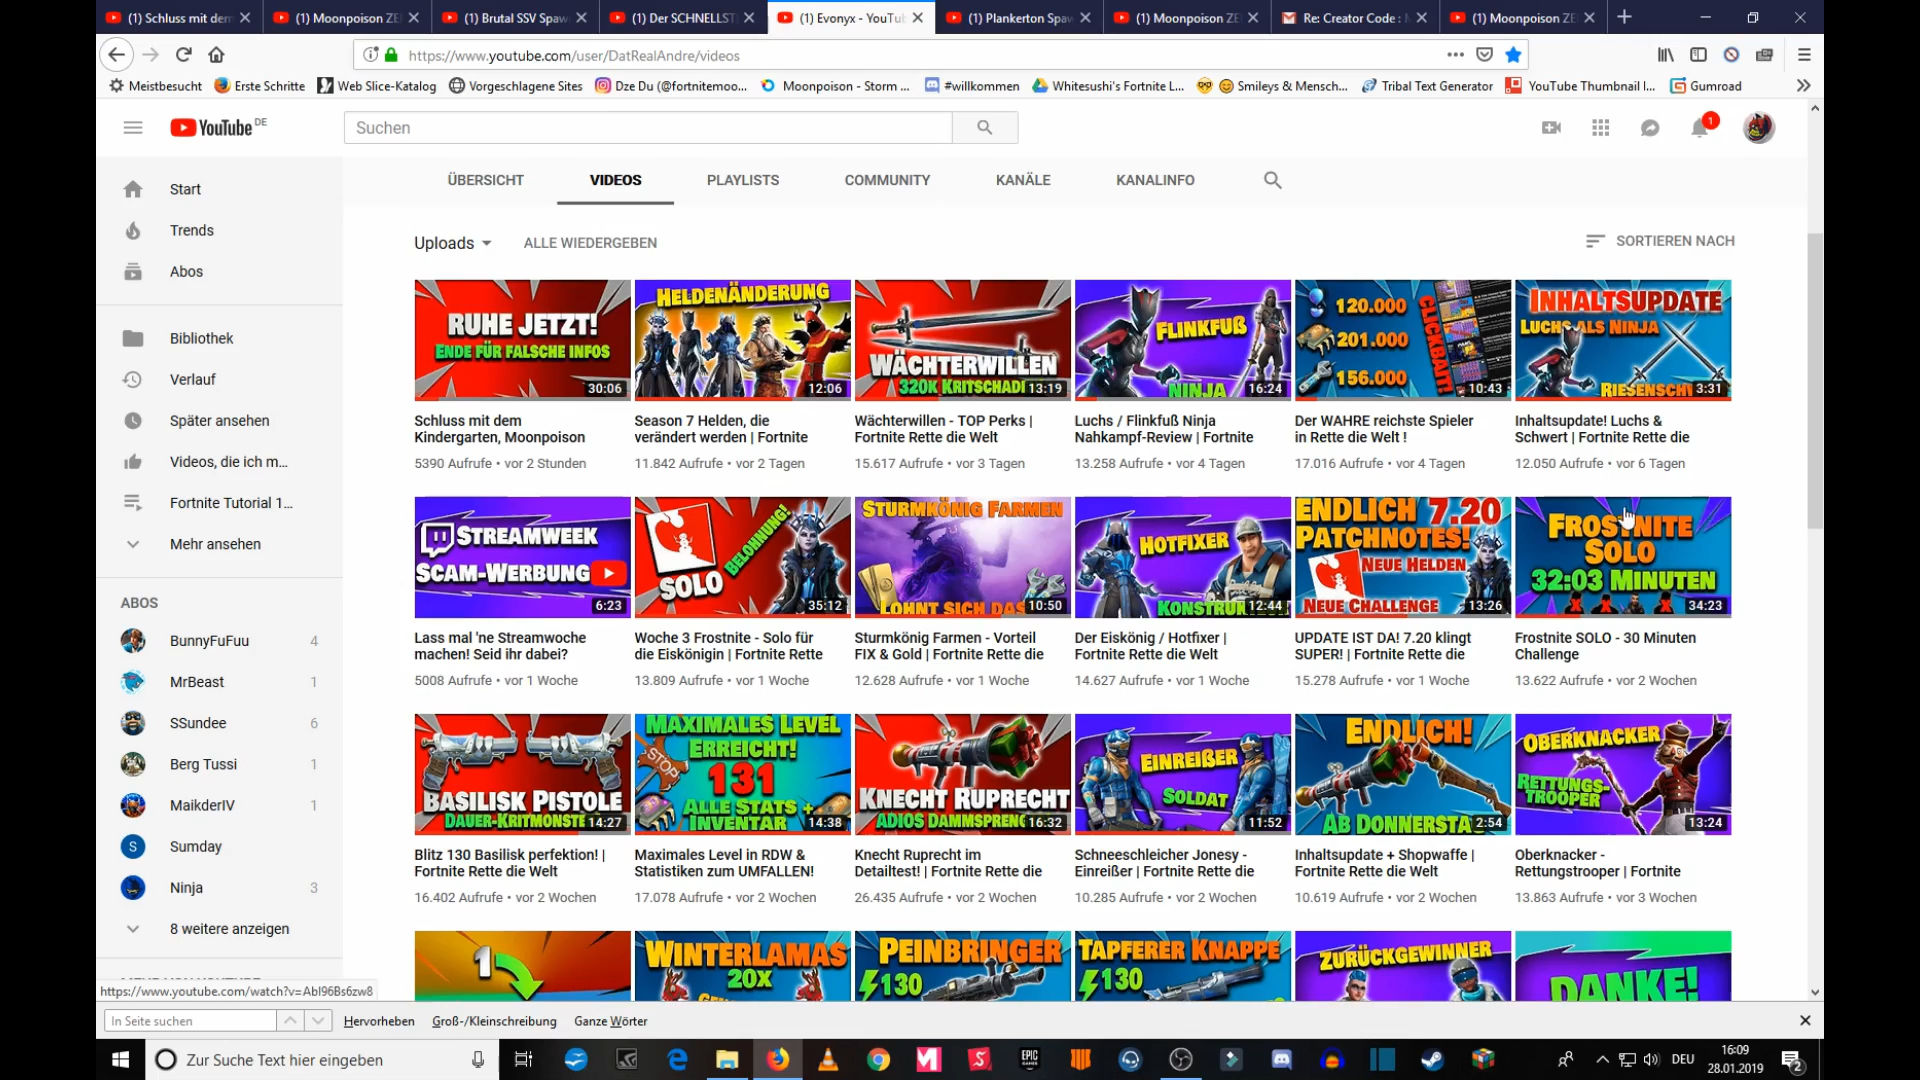 (1) Schluss mit dem
(1) Moonpoison ZE
(1) Brutal SSV Spaw
(1) Der SCHNELLST
(1) Evonyx - YouTu
(1) Plankerton Spa
(1) Moonpoison ZE
Re: Creator Code :
(1) Moonpoison ZE
https://www.youtube.com/user/DatRealAndre/videos
Meistbesucht
Erste Schritte
Web Slice-Katalog
Vorgeschlagene Sites
Dze Du (@fortnitemoo...
Moonpoison - Storm ...
#willkommen
Whitesushi's Fortnite L...
Smileys & Mensch...
Tribal Text Generator
YouTube Thumbnail l...
Gumroad
YouTube DE
Suchen
1
Start
Trends
Abos
Bibliothek
Verlauf
Später ansehen
Videos, die ich m...
Fortnite Tutorial 1...
Mehr ansehen
ABOS
BunnyFuFuu 4
MrBeast 1
SSundee 6
Berg Tussi 1
MaikderIV 1
S Sumday
Ninja 3
8 weitere anzeigen
https://www.youtube.com/watch?v=AbI96Bs6zw8
ÜBERSICHT
VIDEOS
PLAYLISTS
COMMUNITY
KANÄLE
KANALINFO
Uploads
ALLE WIEDERGEBEN
SORTIEREN NACH
RUHE JETZT!
ENDE FÜR FALSCHE INFOS
30:06
Schluss mit dem
Kindergarten, Moonpoison
5390 Aufrufe • vor 2 Stunden
HELDENÄNDERUNG
12:06
Season 7 Helden, die
verändert werden | Fortnite
11.842 Aufrufe • vor 2 Tagen
WÄCHTERWILLEN
320K KRITSCHAD
13:19
Wächterwillen - TOP Perks |
Fortnite Rette die Welt
15.617 Aufrufe • vor 3 Tagen
FLINKFUß
NINJA
16:24
Luchs / Flinkfuß Ninja
Nahkampf-Review | Fortnite
13.258 Aufrufe • vor 4 Tagen
120.000
201.000
156.000
CLICKBAIT!
10:43
Der WAHRE reichste Spieler
in Rette die Welt !
17.016 Aufrufe • vor 4 Tagen
INHALTSUPDATE
LUCHS ALS NINJA
RIESENSCHW
3:31
Inhaltsupdate! Luchs &
Schwert | Fortnite Rette die
12.050 Aufrufe • vor 6 Tagen
STREAMWEEK
SCAM-WERBUNG
6:23
Lass mal 'ne Streamwoche
machen! Seid ihr dabei?
5008 Aufrufe • vor 1 Woche
SOLO
BELOHNUNG!
35:12
Woche 3 Frostnite - Solo für
die Eiskönigin | Fortnite Rette
13.809 Aufrufe • vor 1 Woche
STURMKÖNIG FARMEN
LOHNT SICH DAS
10:50
Sturmkönig Farmen - Vorteil
FIX & Gold | Fortnite Rette die
12.628 Aufrufe • vor 1 Woche
HOTFIXER
KONSTRUK
12:44
Der Eiskönig / Hotfixer |
Fortnite Rette die Welt
14.627 Aufrufe • vor 1 Woche
ENDLICH 7.20
PATCHNOTES!
NEUE HELDEN
NEUE CHALLENGE
13:26
UPDATE IST DA! 7.20 klingt
SUPER! | Fortnite Rette die
15.278 Aufrufe • vor 1 Woche
FROSTNITE
SOLO
32:03 MINUTEN
34:23
Frostnite SOLO - 30 Minuten
Challenge
13.622 Aufrufe • vor 2 Wochen
BASILISK PISTOLE
DAUER-KRITMONSTE
14:27
Blitz 130 Basilisk perfektion! |
Fortnite Rette die Welt
16.402 Aufrufe • vor 2 Wochen
MAXIMALES LEVEL
ERREICHT!
STOP
131
ALLE STATS +
INVENTAR
14:38
Maximales Level in RDW &
Statistiken zum UMFALLEN!
17.078 Aufrufe • vor 2 Wochen
KNECHT RUPRECHT
ADIOS DAMMSPRENG
16:32
Knecht Ruprecht im
Detailtest! | Fortnite Rette die
26.435 Aufrufe • vor 2 Wochen
EINREIßER
SOLDAT
11:52
Schneeschleicher Jonesy -
Einreißer | Fortnite Rette die
10.285 Aufrufe • vor 2 Wochen
ENDLICH!
AB DONNERSTA
2:54
Inhaltsupdate + Shopwaffe |
Fortnite Rette die Welt
10.619 Aufrufe • vor 2 Wochen
OBERKNACKER
RETTUNGS-
TROOPER
13:24
Oberknacker -
Rettungstrooper | Fortnite
13.863 Aufrufe • vor 3 Wochen
1
WINTERLAMAS
20X
PEINBRINGER
130
TAPFERER KNAPPE
130
ZURÜCKGEWINNER
DANKE!
In Seite suchen
Hervorheben
Groß-/Kleinschreibung
Ganze Wörter
Zur Suche Text hier eingeben
EPIC
DEU
16:09
28.01.2019
2